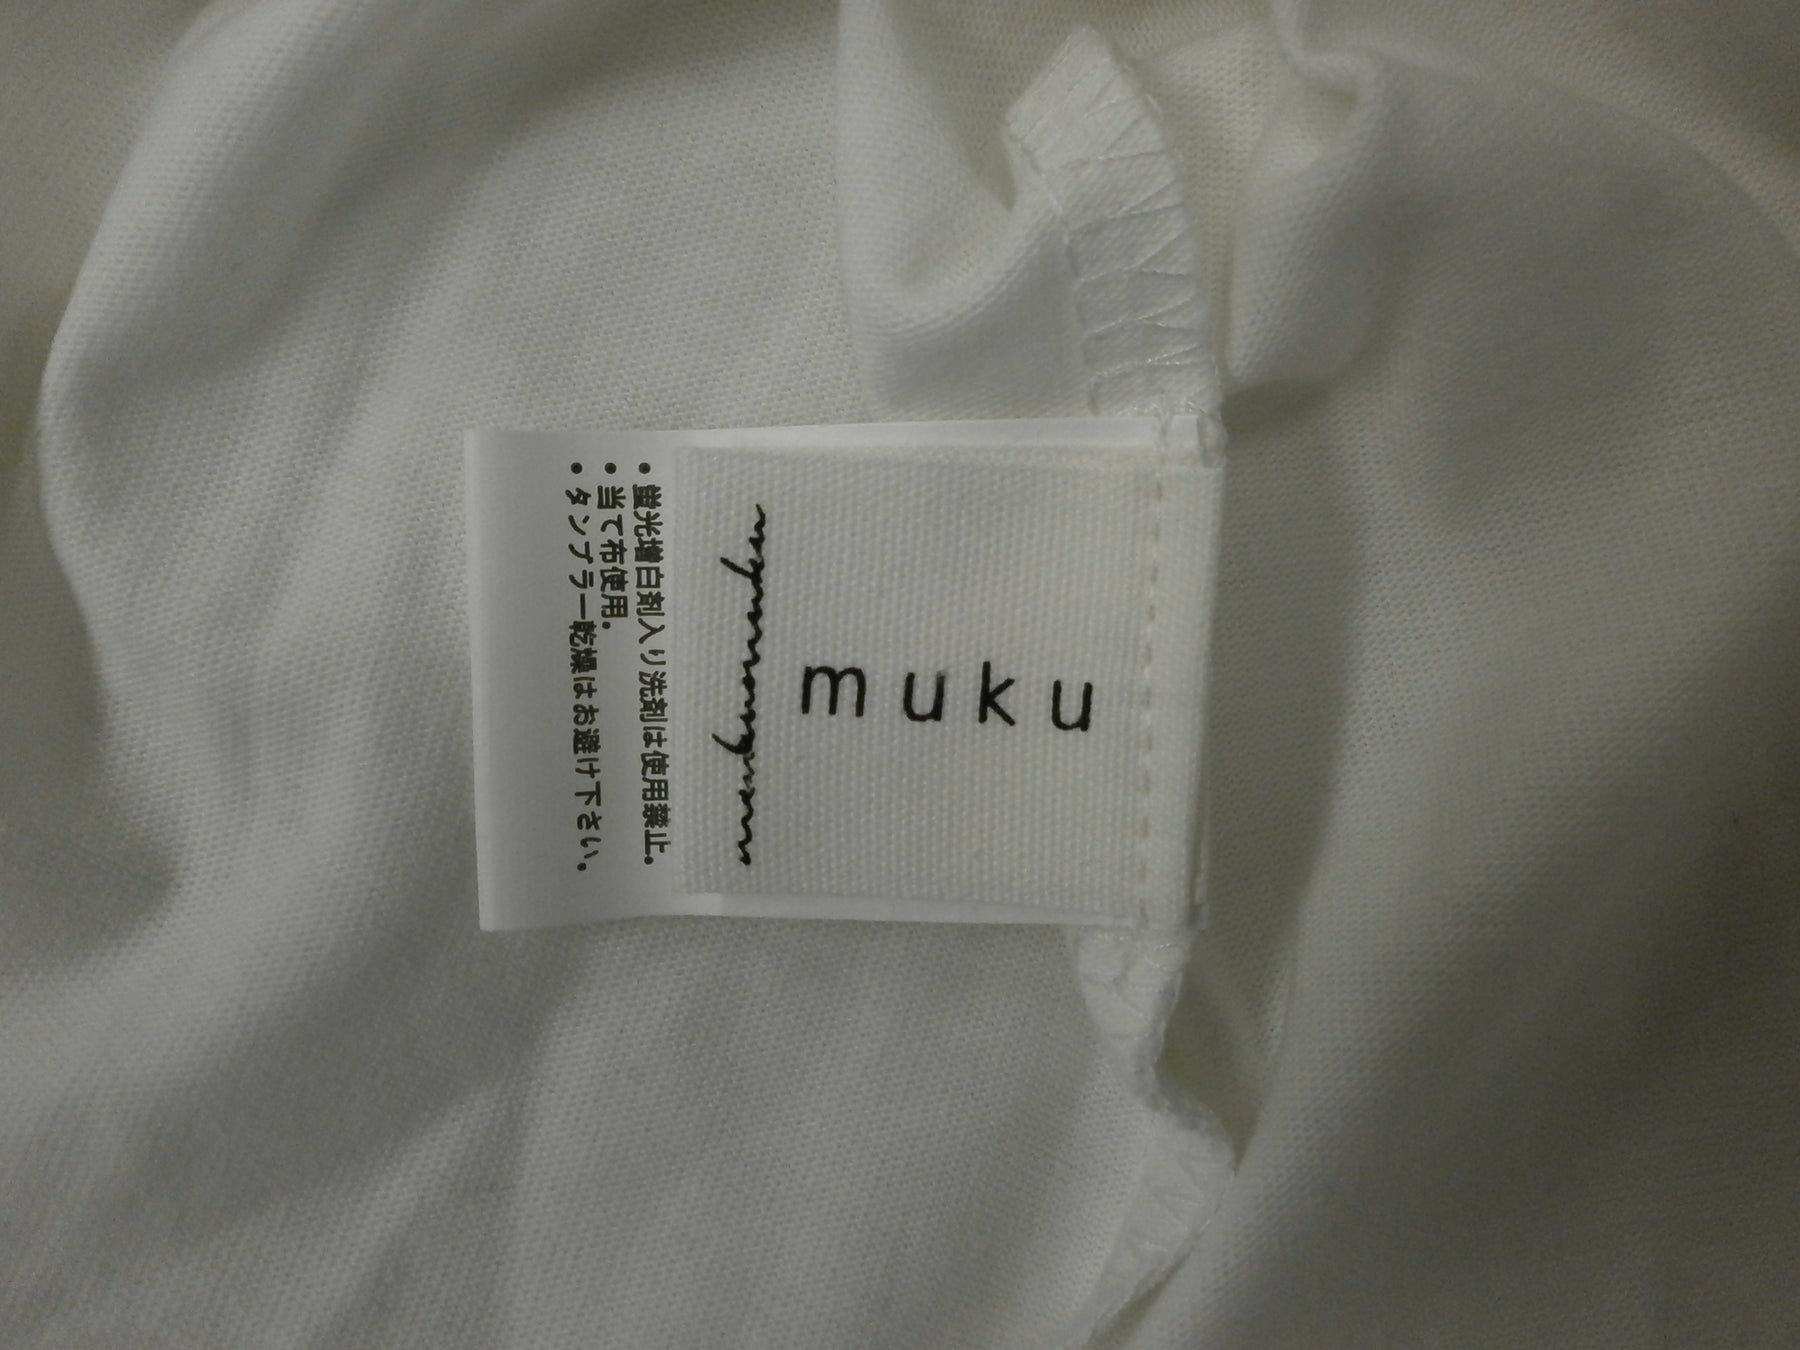 muku
・蛍光増白剤入り洗剤は使用禁止.
・当て布使用.
・タンブラー乾燥はお避け下さい.